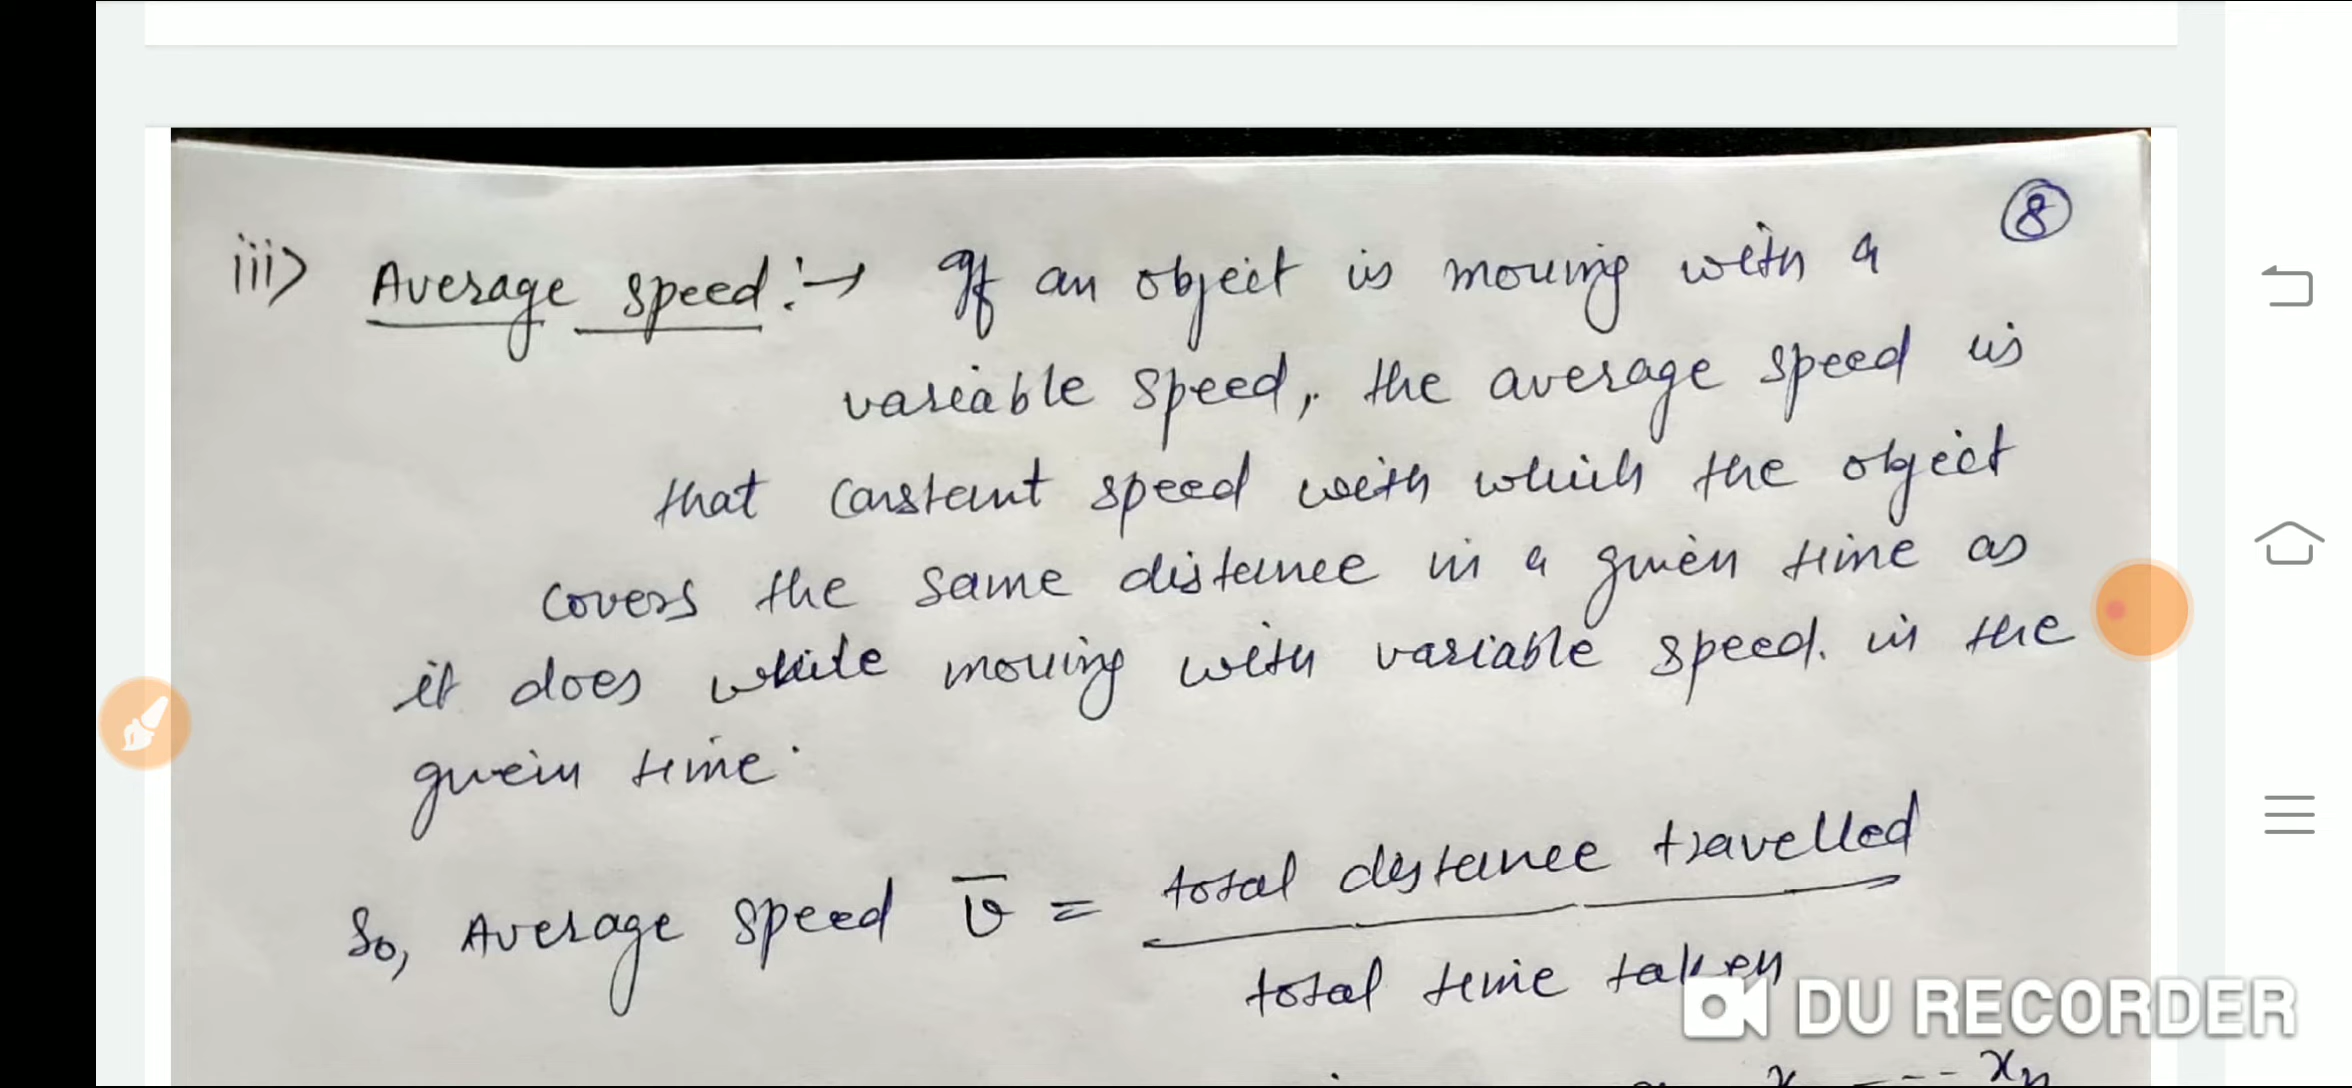 8
iii) Average speed :→ If an object is moving with a
variable speed, the average speed is
that constant speed with which the object
covers the same distance in a given time as
it does while moving with variable speed. in the
given time.
So, Average speed v̅ = total distance travelled
total time taken
DU RECORDER
x --- xn